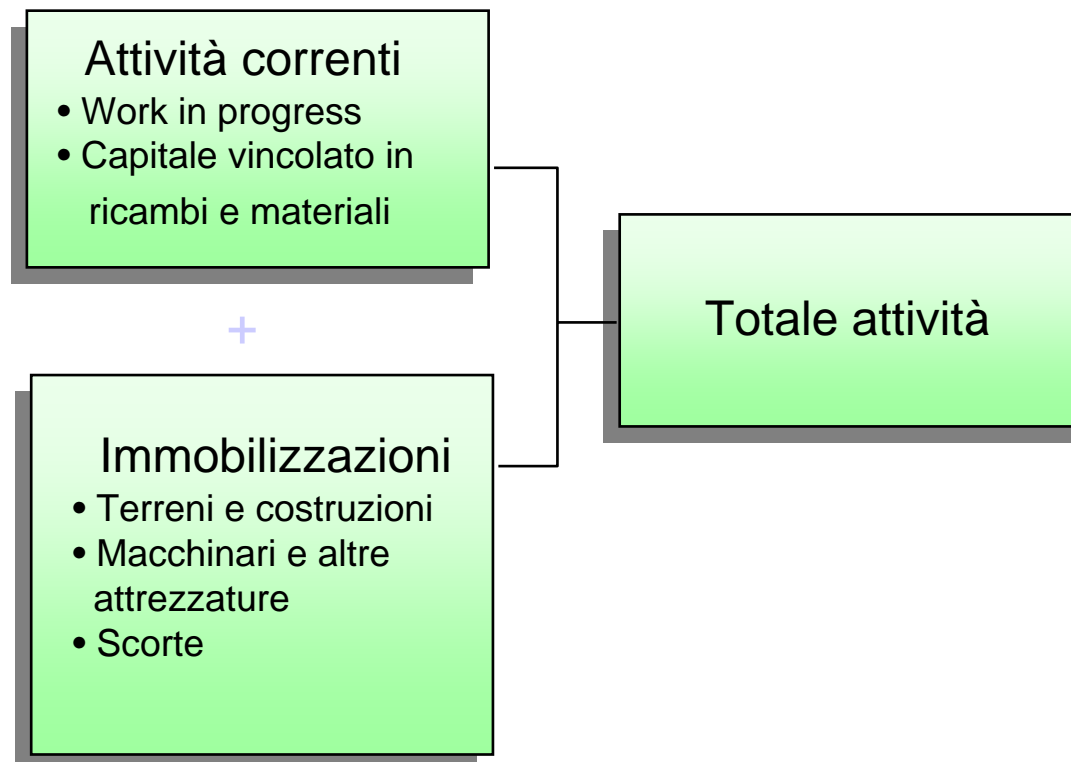 Attività correnti
• Work in progress
• Capitale vincolato in
ricambi e materiali
+
Immobilizzazioni
• Terreni e costruzioni
• Macchinari e altre
attrezzature
• Scorte
Totale attività